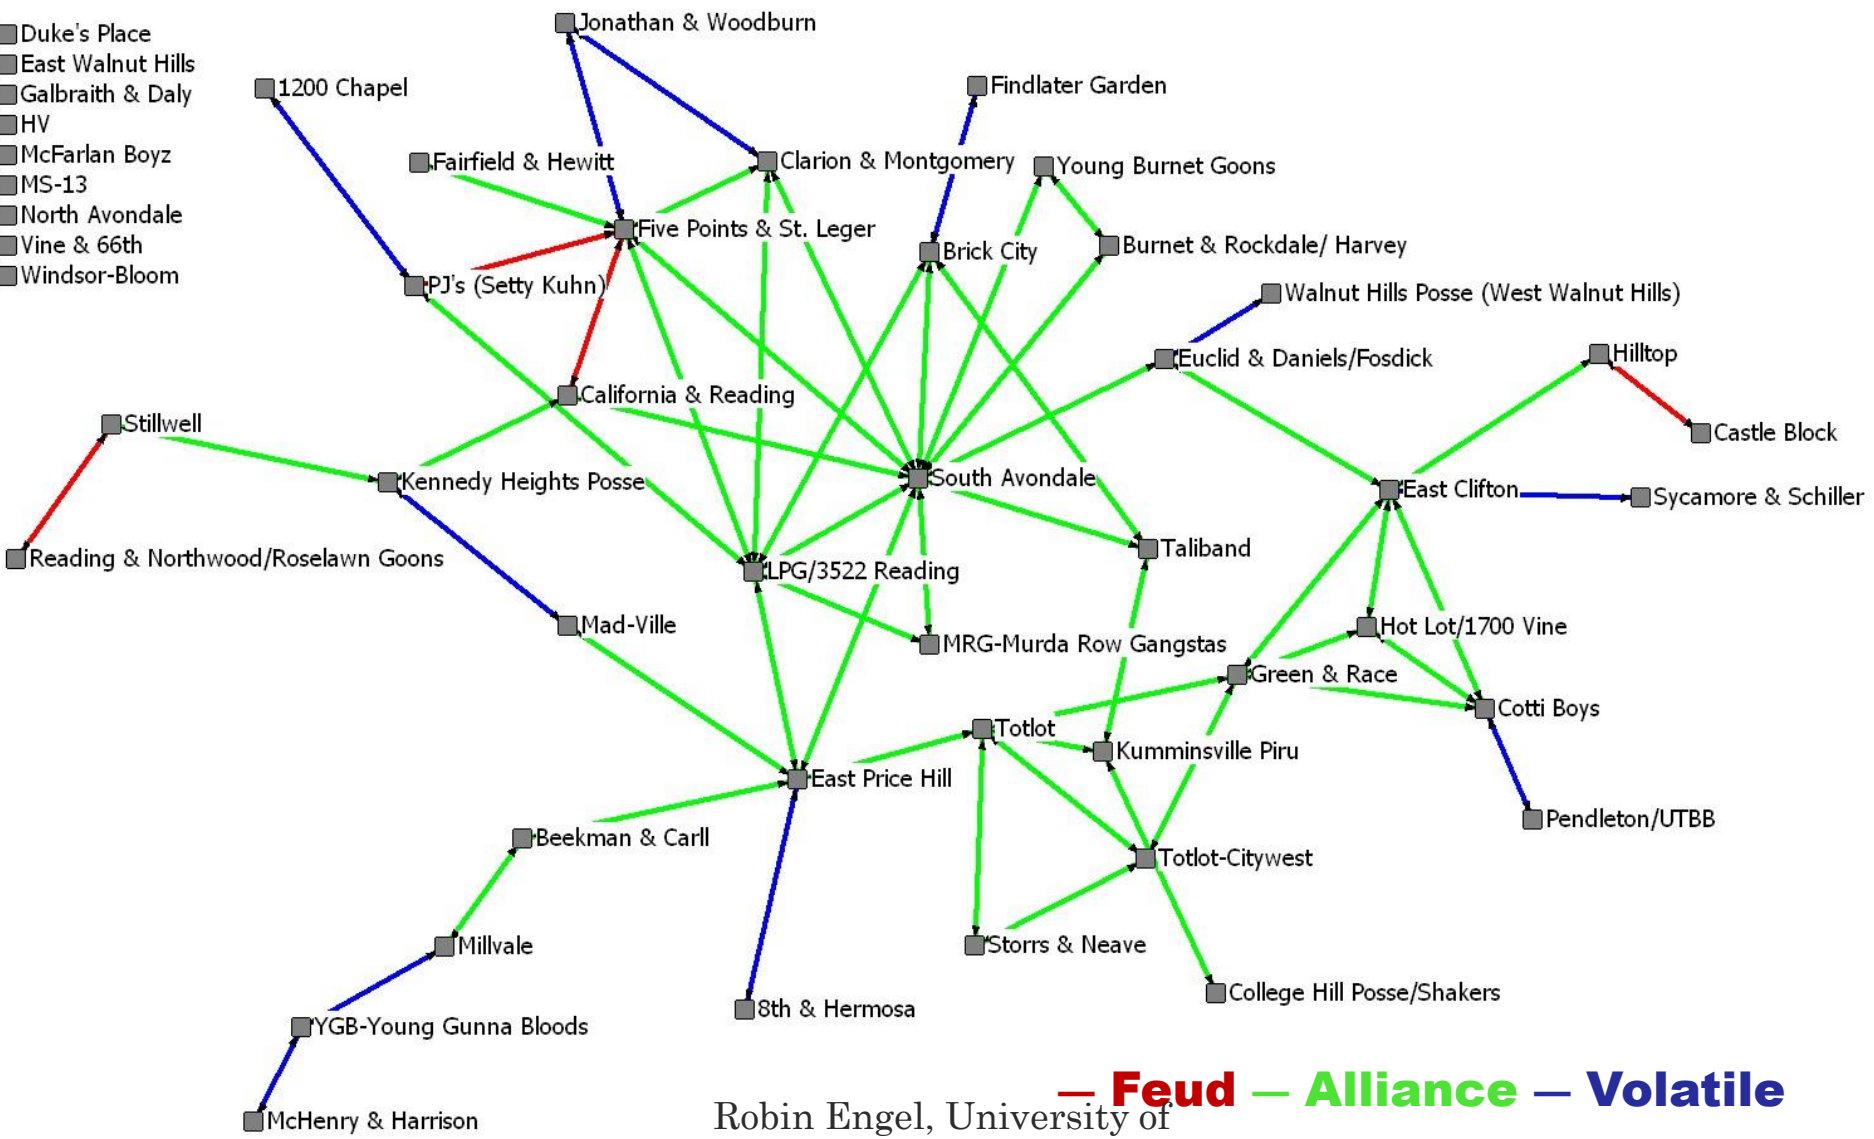 Duke's Place
East Walnut Hills
Galbraith & Daly
HV
McFarlan Boyz
MS-13
North Avondale
Vine & 66th
Windsor-Bloom
Jonathan & Woodburn
1200 Chapel
Findlater Garden
Fairfield & Hewitt
Clarion & Montgomery
Young Burnet Goons
Five Points & St. Leger
Brick City
Burnet & Rockdale/ Harvey
PJ's (Setty Kuhn)
Walnut Hills Posse (West Walnut Hills)
Euclid & Daniels/Fosdick
Hilltop
California & Reading
Stillwell
Castle Block
Kennedy Heights Posse
South Avondale
East Clifton
Sycamore & Schiller
Reading & Northwood/Roselawn Goons
LPG/3522 Reading
Taliband
Mad-Ville
MRG-Murda Row Gangstas
Hot Lot/1700 Vine
Green & Race
Cotti Boys
Totlot
Kumminsville Piru
East Price Hill
Pendleton/UTBB
Beekman & Carll
Totlot-Citywest
Millvale
Storrs & Neave
College Hill Posse/Shakers
8th & Hermosa
YGB-Young Gunna Bloods
McHenry & Harrison
— Feud — Alliance — Volatile
Robin Engel, University of